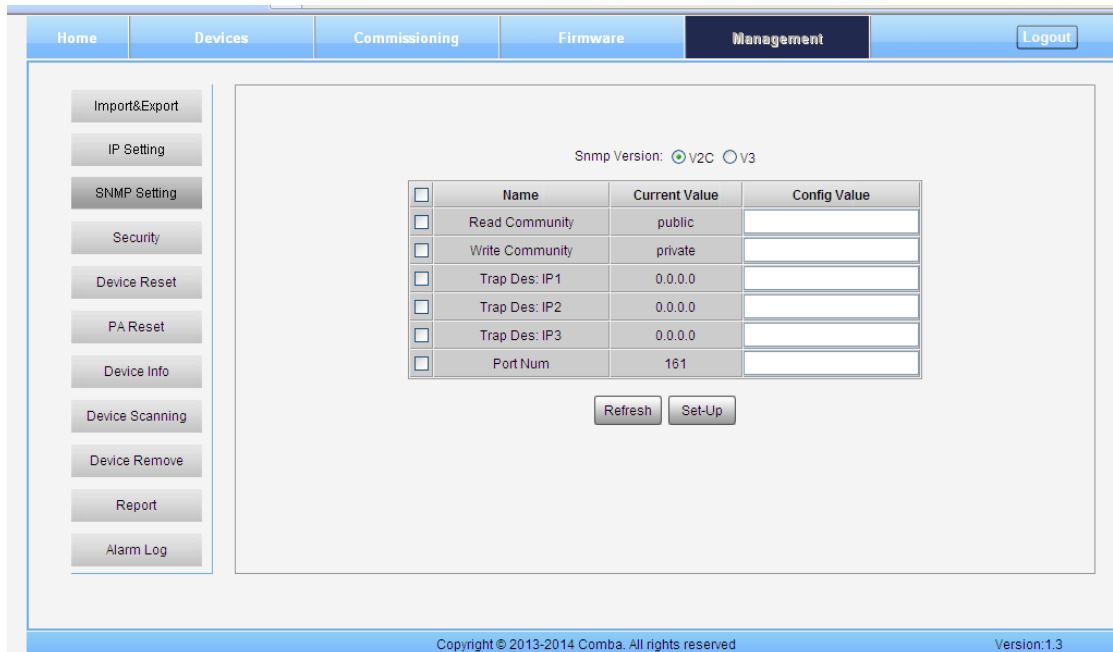 Home Devices Commissioning Firmware Management Logout
Import&Export
IP Setting
SNMP Setting
Security
Device Reset
PA Reset
Device Info
Device Scanning
Device Remove
Report
Alarm Log
Snmp Version: V2C V3
Name Current Value Config Value
Read Community public
Write Community private
Trap Des: IP1 0.0.0.0
Trap Des: IP2 0.0.0.0
Trap Des: IP3 0.0.0.0
Port Num 161
Refresh Set-Up
Copyright © 2013-2014 Comba. All rights reserved Version:1.3